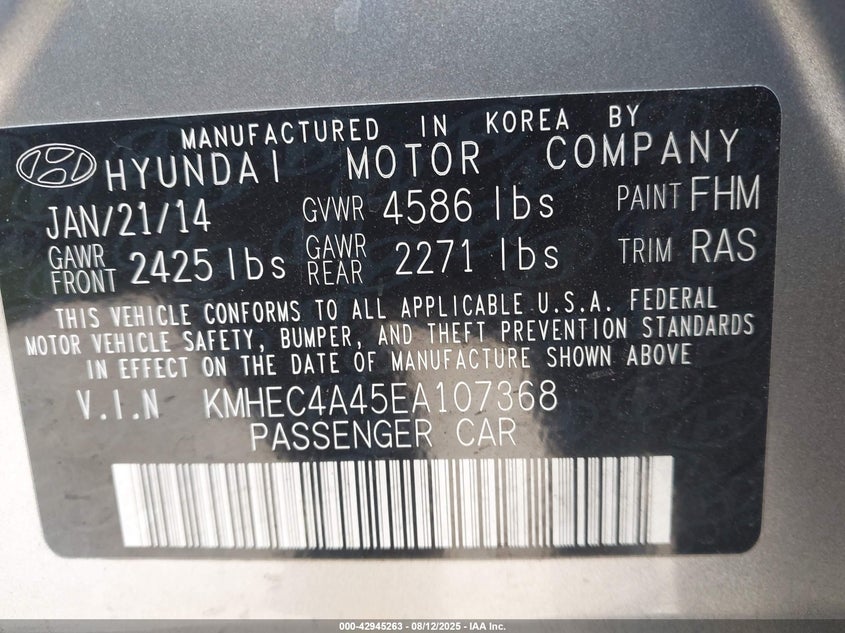 MANUFACTURED IN KOREA BY
HYUNDAI MOTOR COMPANY
JAN/21/14 GVWR 4586 lbs PAINT FHM
GAWR FRONT 2425 lbs GAWR REAR 2271 lbs TRIM RAS
THIS VEHICLE CONFORMS TO ALL APPLICABLE U.S.A. FEDERAL
MOTOR VEHICLE SAFETY, BUMPER, AND THEFT PREVENTION STANDARDS
IN EFFECT ON THE DATE OF MANUFACTURE SHOWN ABOVE
V.I.N KMHEC4A45EA107368
PASSENGER CAR
000-42945263 - 08/12/2025 - IAA Inc.